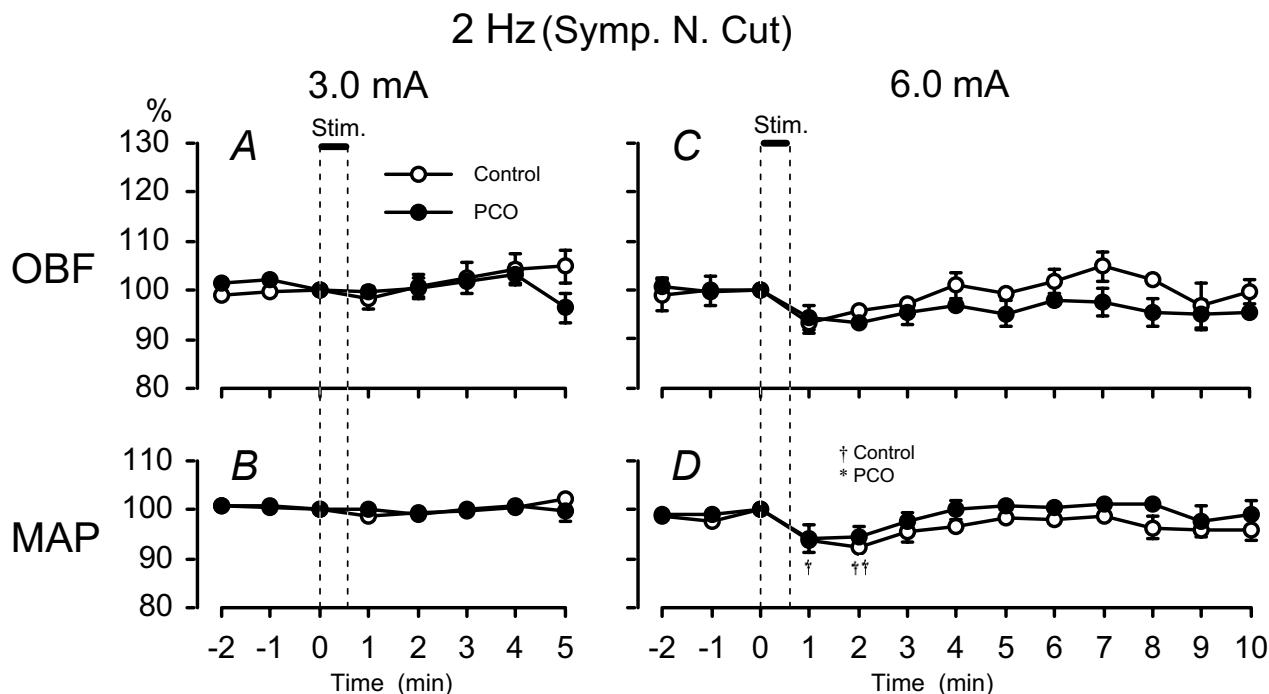 2 Hz (Symp. N. Cut)
3.0 mA
6.0 mA
%
Stim.
Stim.
130
A
C
120
Control
110
PCO
OBF
100
90
80
110
B
D
† Control
* PCO
MAP
100
90
† ††
80
-2 -1 0 1 2 3 4 5
-2 -1 0 1 2 3 4 5 6 7 8 9 10
Time (min)
Time (min)